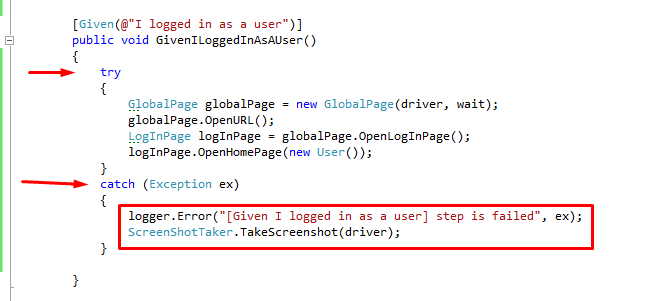 [Given(@"I logged in as a user")]
public void GivenILoggedInAsAUser()
{
try
{
GlobalPage globalPage = new GlobalPage(driver, wait);
globalPage.OpenURL();
LogInPage logInPage = globalPage.OpenLogInPage();
logInPage.OpenHomePage(new User());
}
catch (Exception ex)
{
logger.Error("[Given I logged in as a user] step is failed", ex);
ScreenShotTaker.TakeScreenshot(driver);
}
}